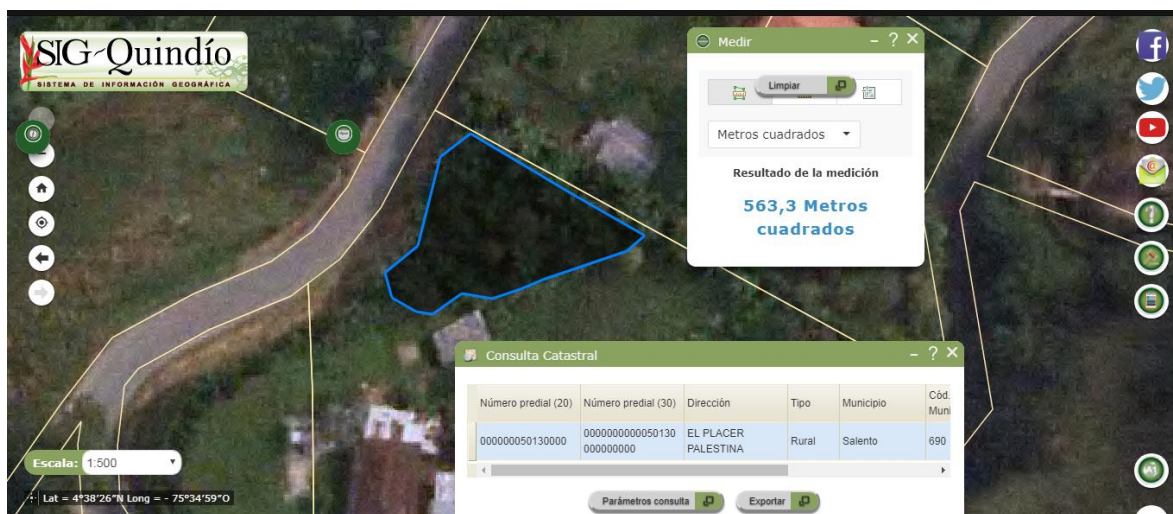 SIG-Quindío
SISTEMA DE INFORMACIÓN GEOGRÁFICA
Medir
Limpiar
Metros cuadrados
Resultado de la medición
563,3 Metros
cuadrados
Consulta Catastral
Número predial (20) Número predial (30) Dirección Tipo Municipio Cód.
Muni
000000050130000 0000000000050130
000000000 EL PLACER
PALESTINA Rural Salento 690
Parámetros consulta
Exportar
Escala: 1:500
Lat = 4°38'26"N Long = - 75°34'59"O